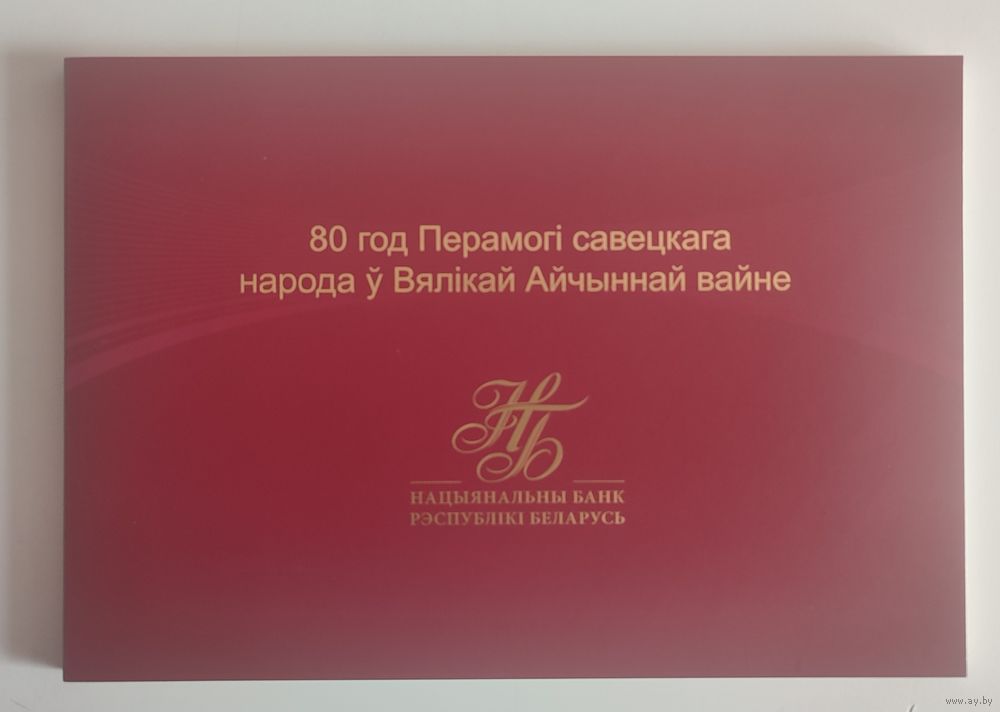 80 год Перамогі савецкага
народа ў Вялікай Айчыннай вайне
НБ
НАЦЫЯНАЛЬНЫ БАНК
РЭСПУБЛІКІ БЕЛАРУСЬ
www.ay.by